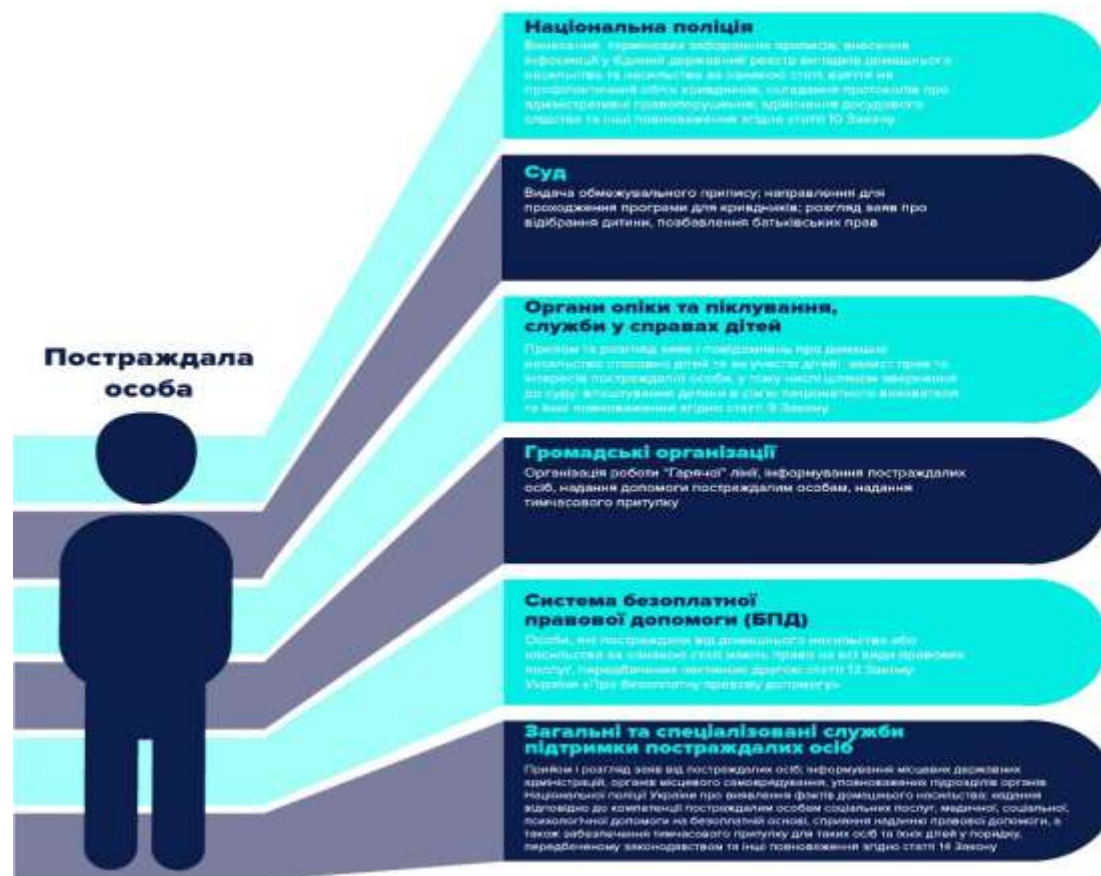 Національна поліція
Винесення термінових заборонних приписів; внесення
інформації у Єдиний державний реєстр випадків домашнього
насильства та насильства за ознакою статі; взяття на
профілактичний облік кривдників; складання протоколів про
адміністративні правопорушення; здійснення досудового
слідства та інші повноваження згідно статті 10 Закону
Суд
Видача обмежувального припису; направлення для
проходження програми для кривдників; розгляд заяв про
відібрання дитини, позбавлення батьківських прав
Постраждала
особа
Органи опіки та піклування,
служби у справах дітей
Прийом та розгляд заяв і повідомлень про домашнє
насильство стосовно дітей та за участю дітей; захист прав та
інтересів постраждалої особи, у тому числі шляхом звернення
до суду; влаштування дитини в сім'ю патронатного вихователя
та інші повноваження згідно статті 9 Закону
Громадські організації
Організація роботи "Гарячої" лінії, інформування постраждалих
осіб, надання допомоги постраждалим особам, надання
тимчасового притулку
Система безоплатної
правової допомоги (БПД)
Особи, які постраждали від домашнього насильства або
насильства за ознакою статі мають право на всі види правових
послуг, передбачених частиною другою статті 13 Закону
України «Про безоплатну правову допомогу»
Загальні та спеціалізовані служби
підтримки постраждалих осіб
Прийом і розгляд заяв від постраждалих осіб; інформування місцевих державних
адміністрацій, органів місцевого самоврядування, уповноважених підрозділів органів
Національної поліції України про виявлення фактів домашнього насильства; надання
відповідно до компетенції постраждалим особам соціальних послуг, медичної, соціальної,
психологічної допомоги на безоплатній основі, сприяння наданню правової допомоги, а
також забезпечення тимчасового притулку для таких осіб та їхніх дітей у порядку,
передбаченому законодавством та інші повноваження згідно статті 14 Закону